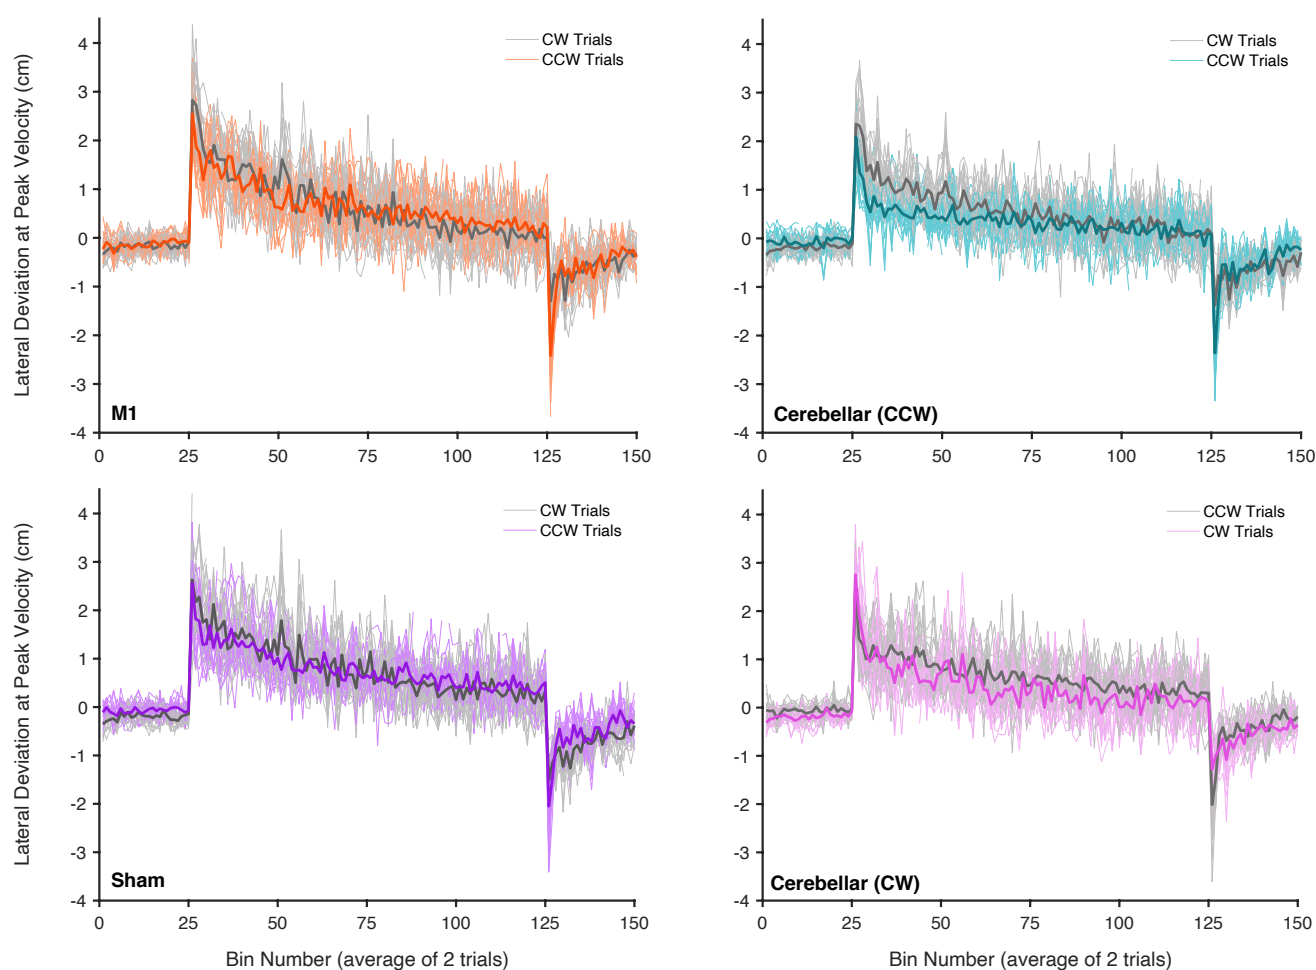 Lateral Deviation at Peak Velocity (cm)
4
3
2
1
0
-1
-2
-3
-4
CW Trials
CCW Trials
M1
0 25 50 75 100 125 150
4
3
2
1
0
-1
-2
-3
-4
CW Trials
CCW Trials
Cerebellar (CCW)
0 25 50 75 100 125 150
Lateral Deviation at Peak Velocity (cm)
4
3
2
1
0
-1
-2
-3
-4
CW Trials
CCW Trials
Sham
0 25 50 75 100 125 150
Bin Number (average of 2 trials)
4
3
2
1
0
-1
-2
-3
-4
CCW Trials
CW Trials
Cerebellar (CW)
0 25 50 75 100 125 150
Bin Number (average of 2 trials)